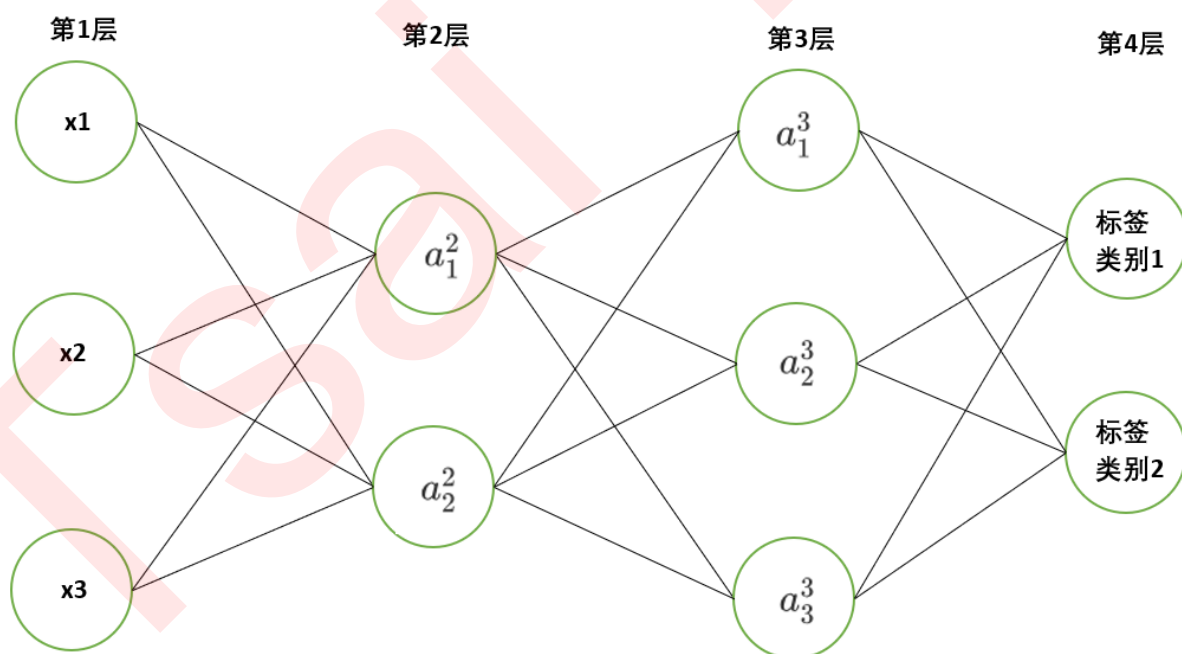 第1层
第2层
第3层
第4层
x1
x2
x3
a_1^2
a_2^2
a_1^3
a_2^3
a_3^3
标签
类别1
标签
类别2